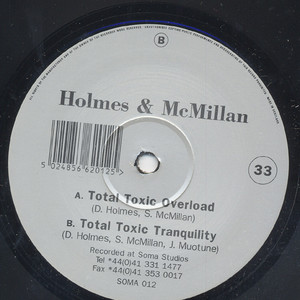 B
Holmes & McMillan
5 024856 620125
33
A. Total Toxic Overload
(D. Holmes, S. McMillan)
B. Total Toxic Tranquility
(D. Holmes, S. McMillan, J. Muotune)
Recorded at Soma Studios
Tel *44(0)41 331 1477
Fax *44(0)41 353 0017
SOMA 012